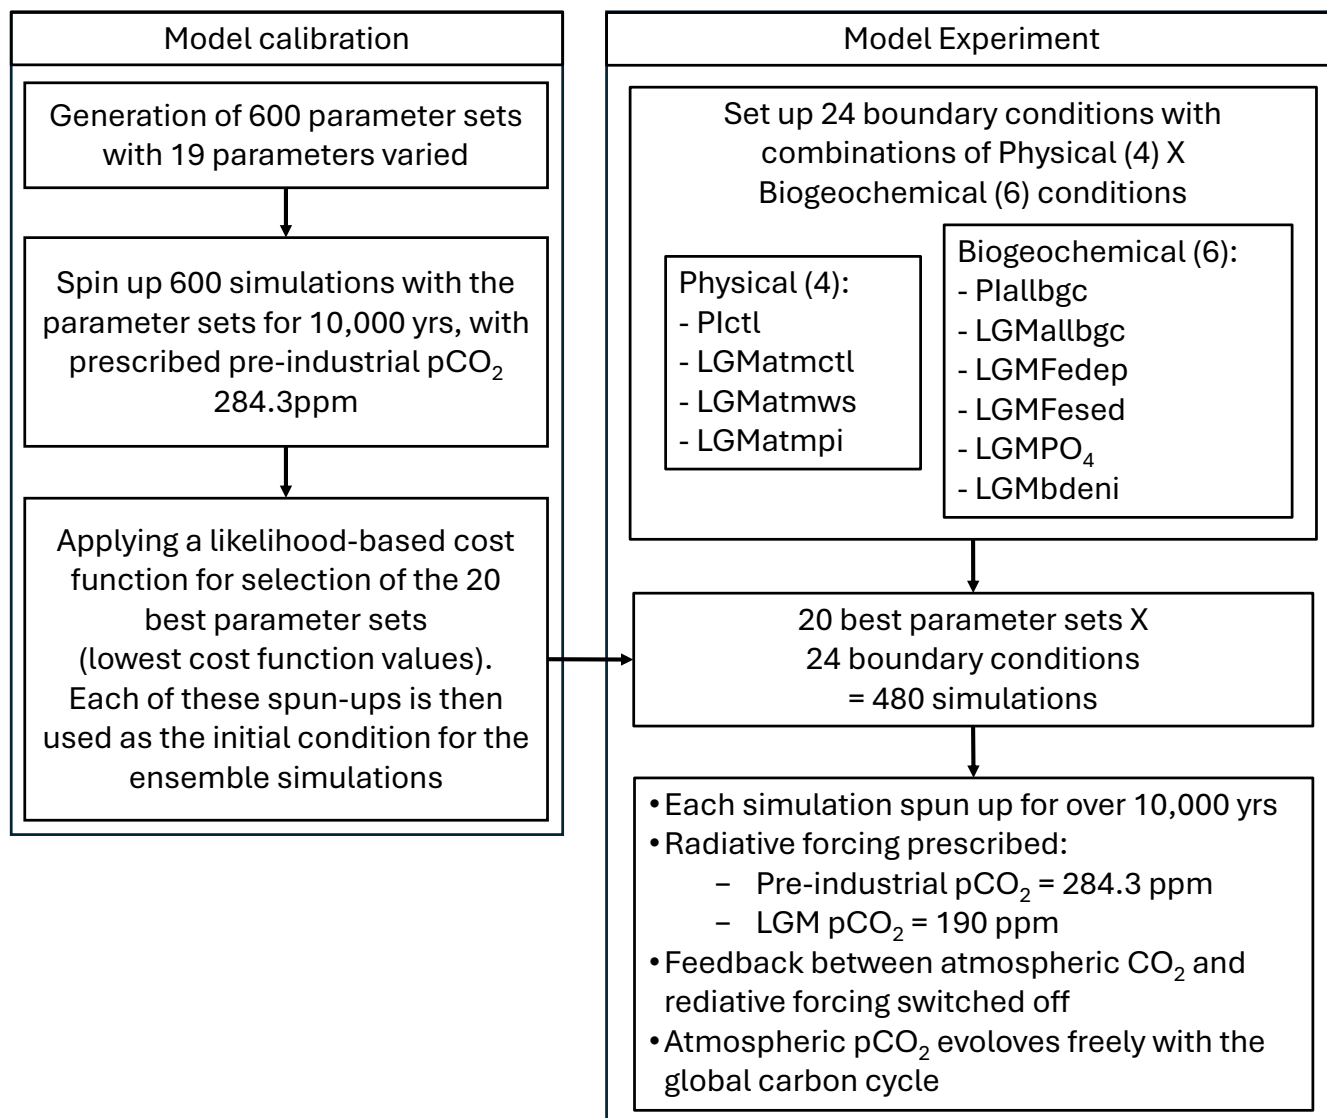 Model calibration
Generation of 600 parameter sets
with 19 parameters varied
Spin up 600 simulations with the
parameter sets for 10,000 yrs, with
prescribed pre-industrial pCO₂
284.3ppm
Applying a likelihood-based cost
function for selection of the 20
best parameter sets
(lowest cost function values).
Each of these spun-ups is then
used as the initial condition for the
ensemble simulations
Model Experiment
Set up 24 boundary conditions with
combinations of Physical (4) X
Biogeochemical (6) conditions
Physical (4):
- PIctl
- LGMatmctl
- LGMatmws
- LGMatmpi
Biogeochemical (6):
- PIallbgc
- LGMallbgc
- LGMFedep
- LGMFesed
- LGMPO₄
- LGMbdeni
20 best parameter sets X
24 boundary conditions
= 480 simulations
• Each simulation spun up for over 10,000 yrs
• Radiative forcing prescribed:
– Pre-industrial pCO₂ = 284.3 ppm
– LGM pCO₂ = 190 ppm
• Feedback between atmospheric CO₂ and
rediative forcing switched off
• Atmospheric pCO₂ evoloves freely with the
global carbon cycle